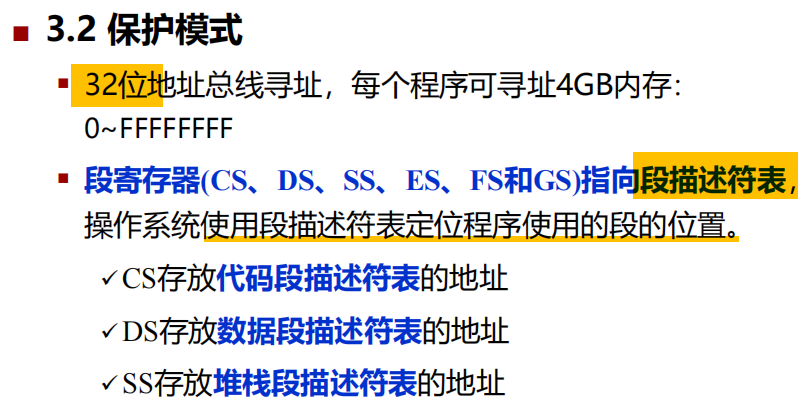 3.2 保护模式
32位地址总线寻址，每个程序可寻址4GB内存：
0~FFFFFFFF
段寄存器(CS、DS、SS、ES、FS和GS)指向段描述符表，
操作系统使用段描述符表定位程序使用的段的位置。
✓CS存放代码段描述符表的地址
✓DS存放数据段描述符表的地址
✓SS存放堆栈段描述符表的地址